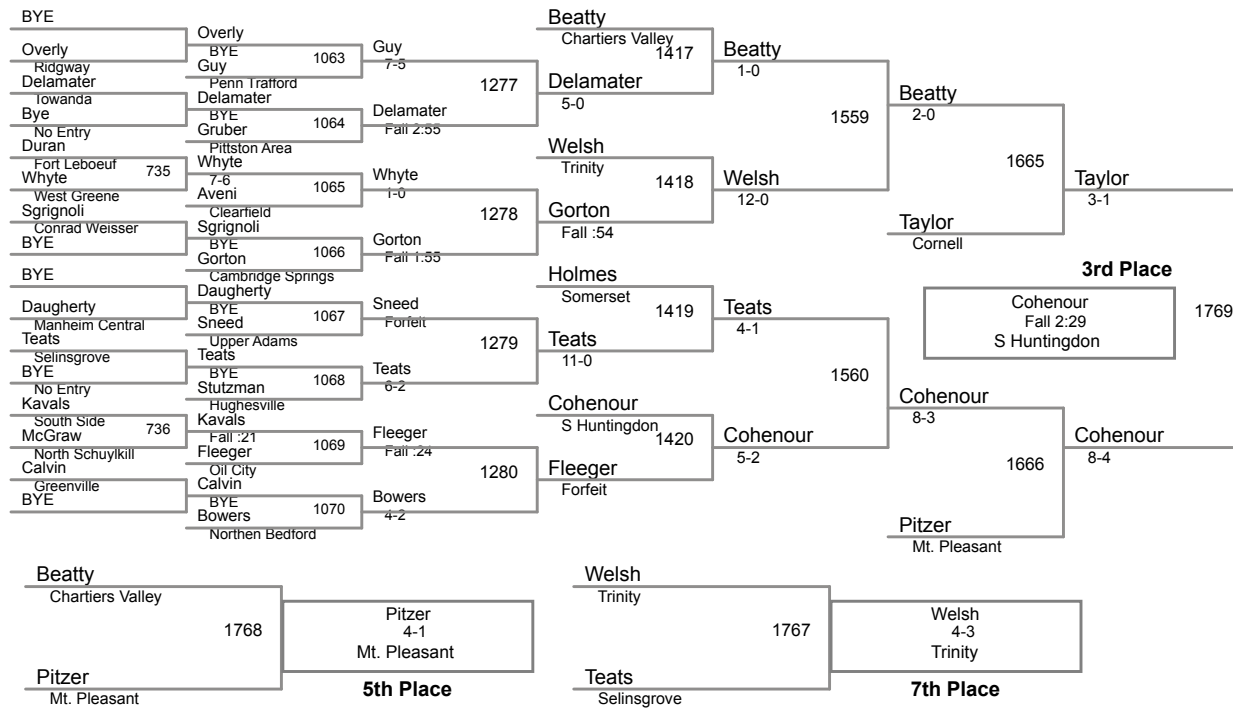 BYE
Overly
Ridgway
Delamater
Towanda
Bye
No Entry
Duran
Fort Leboeuf
735
Whyte
West Greene
Sgrignoli
Conrad Weisser
BYE
BYE
Daugherty
Manheim Central
Teats
Selinsgrove
BYE
No Entry
Kavals
South Side
736
McGraw
North Schuylkill
Calvin
Greenville
BYE
Overly
BYE
1063
Guy
Penn Trafford
Delamater
BYE
1064
Gruber
Pittston Area
Whyte
7-6
1065
Aveni
Clearfield
Sgrignoli
BYE
1066
Gorton
Cambridge Springs
Daugherty
BYE
1067
Sneed
Upper Adams
Teats
BYE
1068
Stutzman
Hughesville
Kavals
Fall :21
1069
Fleeger
Oil City
Calvin
BYE
1070
Bowers
Northen Bedford
Guy
7-5
1277
Delamater
Fall 2:55
Whyte
1-0
1278
Gorton
Fall 1:55
Sneed
Forfeit
1279
Teats
6-2
Fleeger
Fall :24
1280
Bowers
4-2
Beatty
Chartiers Valley
1417
Delamater
5-0
Welsh
Trinity
1418
Gorton
Fall :54
Holmes
Somerset
1419
Teats
11-0
Cohenour
S Huntingdon
1420
Fleeger
Forfeit
Beatty
1-0
1559
Welsh
12-0
Teats
4-1
1560
Cohenour
5-2
Beatty
2-0
1665
Taylor
Cornell
Cohenour
8-3
1666
Pitzer
Mt. Pleasant
Taylor
3-1
3rd Place
Cohenour
Fall 2:29
S Huntingdon
1769
Cohenour
8-4
Beatty
Chartiers Valley
1768
Pitzer
Mt. Pleasant
Pitzer
4-1
Mt. Pleasant
5th Place
Welsh
Trinity
1767
Teats
Selinsgrove
Welsh
4-3
Trinity
7th Place